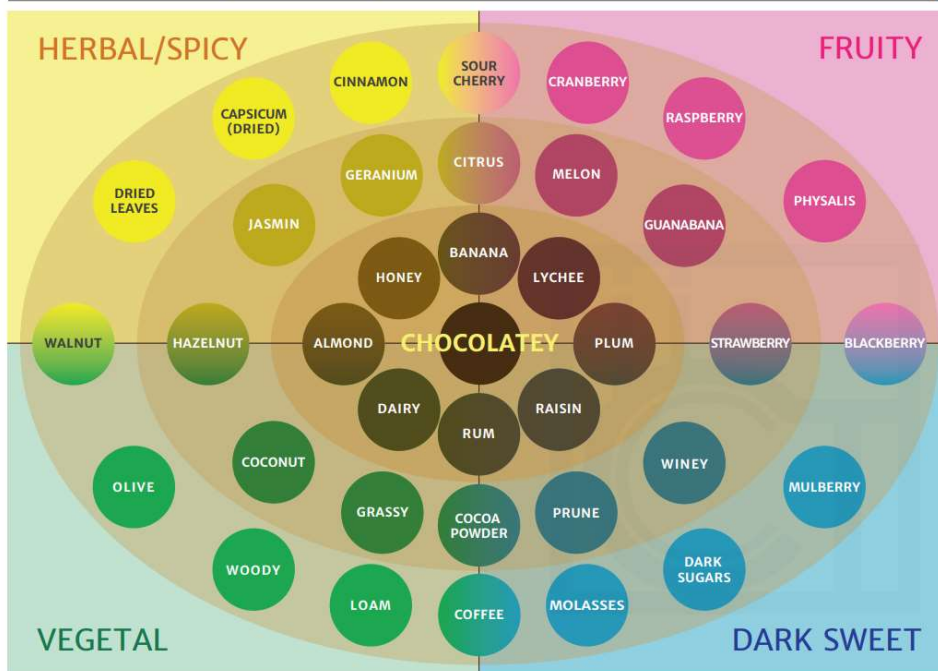 HERBAL/SPICY
FRUITY
SOUR
CHERRY
CINNAMON
CRANBERRY
CAPSICUM
(DRIED)
RASPBERRY
CITRUS
GERANIUM
MELON
DRIED
LEAVES
PHYSALIS
JASMIN
GUANABANA
BANANA
HONEY
LYCHEE
WALNUT
HAZELNUT
ALMOND
CHOCOLATEY
PLUM
STRAWBERRY
BLACKBERRY
DAIRY
RAISIN
RUM
COCONUT
WINEY
OLIVE
MULBERRY
GRASSY
COCOA
POWDER
PRUNE
WOODY
DARK
SUGARS
LOAM
COFFEE
MOLASSES
VEGETAL
DARK SWEET